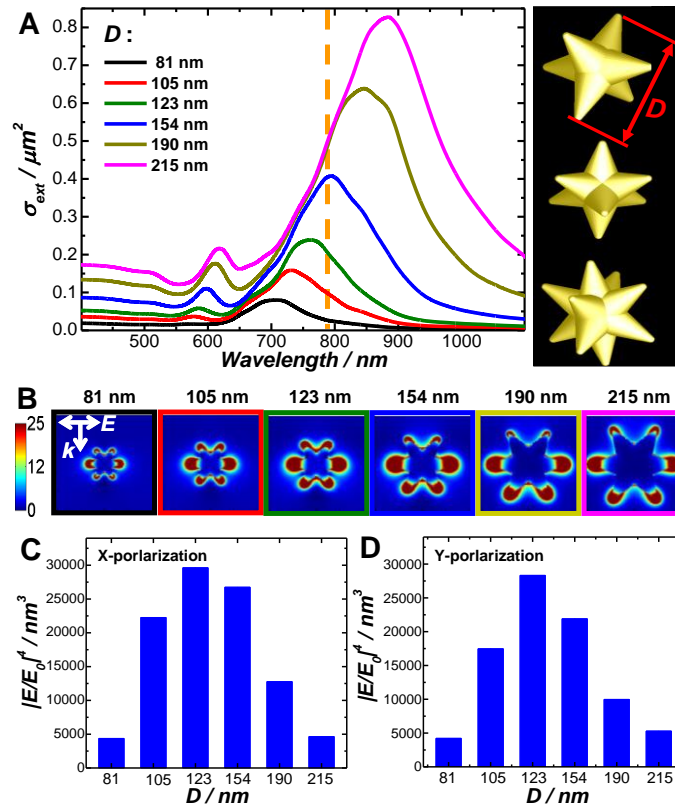 A
D :
81 nm
105 nm
123 nm
154 nm
190 nm
215 nm
σext / μm²
0.8
0.7
0.6
0.5
0.4
0.3
0.2
0.1
0.0
500 600 700 800 900 1000
Wavelength / nm
D
B
81 nm 105 nm 123 nm 154 nm 190 nm 215 nm
25
12
0
E
k
C
X-porlarization
|E/E0|⁴ / nm³
30000
25000
20000
15000
10000
5000
0
81 105 123 154 190 215
D / nm
D
Y-porlarization
|E/E0|⁴ / nm³
30000
25000
20000
15000
10000
5000
0
81 105 123 154 190 215
D / nm